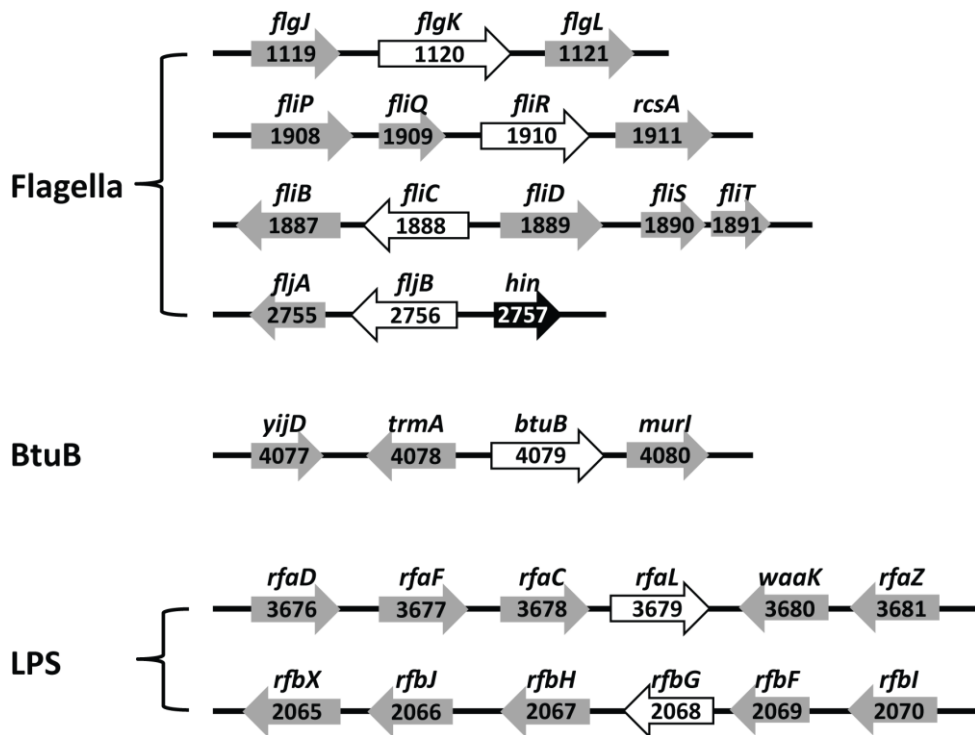 flgJ flgK flgL
1119 1120 1121
fliP fliQ fliR rcsA
1908 1909 1910 1911
Flagella
fliB fliC fliD fliS fliT
1887 1888 1889 1890 1891
fljA fljB hin
2755 2756 2757
yijD trmA btuB murI
BtuB
4077 4078 4079 4080
rfaD rfaF rfaC rfaL waaK rfaZ
3676 3677 3678 3679 3680 3681
LPS
rfbX rfbJ rfbH rfbG rfbF rfbI
2065 2066 2067 2068 2069 2070